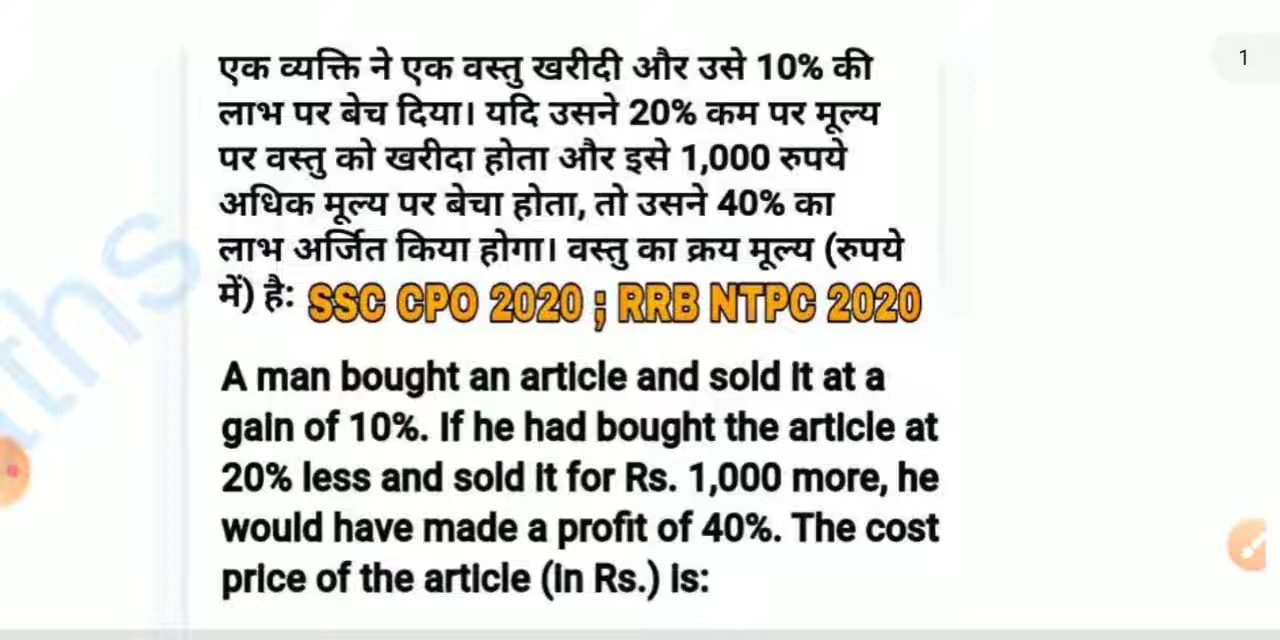 1
एक व्यक्ति ने एक वस्तु खरीदी और उसे 10% की
लाभ पर बेच दिया। यदि उसने 20% कम पर मूल्य
पर वस्तु को खरीदा होता और इसे 1,000 रुपये
अधिक मूल्य पर बेचा होता, तो उसने 40% का
लाभ अर्जित किया होगा। वस्तु का क्रय मूल्य (रुपये
में) है: SSC CPO 2020 ; RRB NTPC 2020
A man bought an article and sold it at a
gain of 10%. If he had bought the article at
20% less and sold it for Rs. 1,000 more, he
would have made a profit of 40%. The cost
price of the article (in Rs.) is:
ths